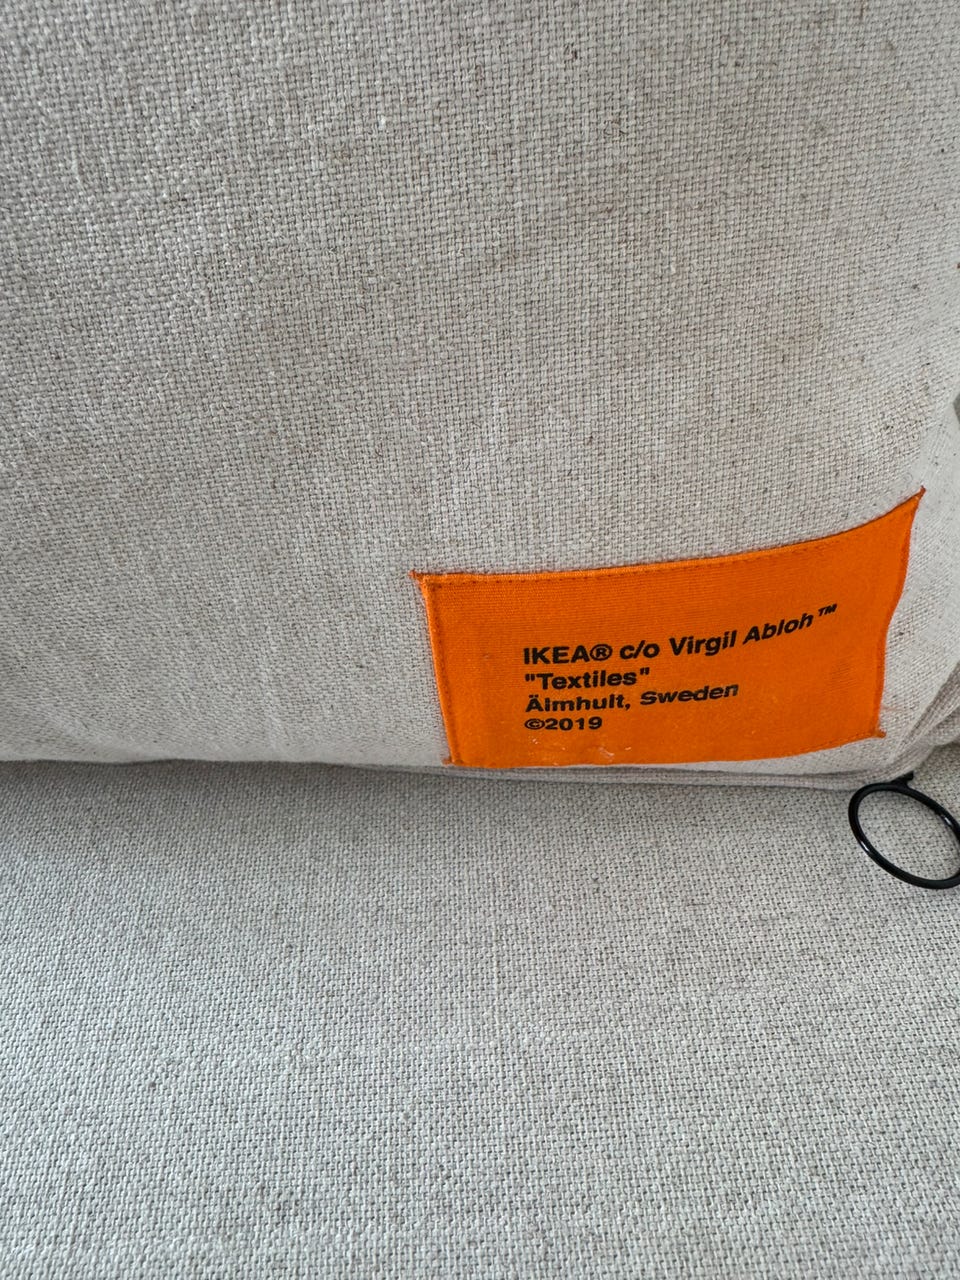 IKEA® c/o Virgil Abloh™
"Textiles"
Älmhult, Sweden
©2019